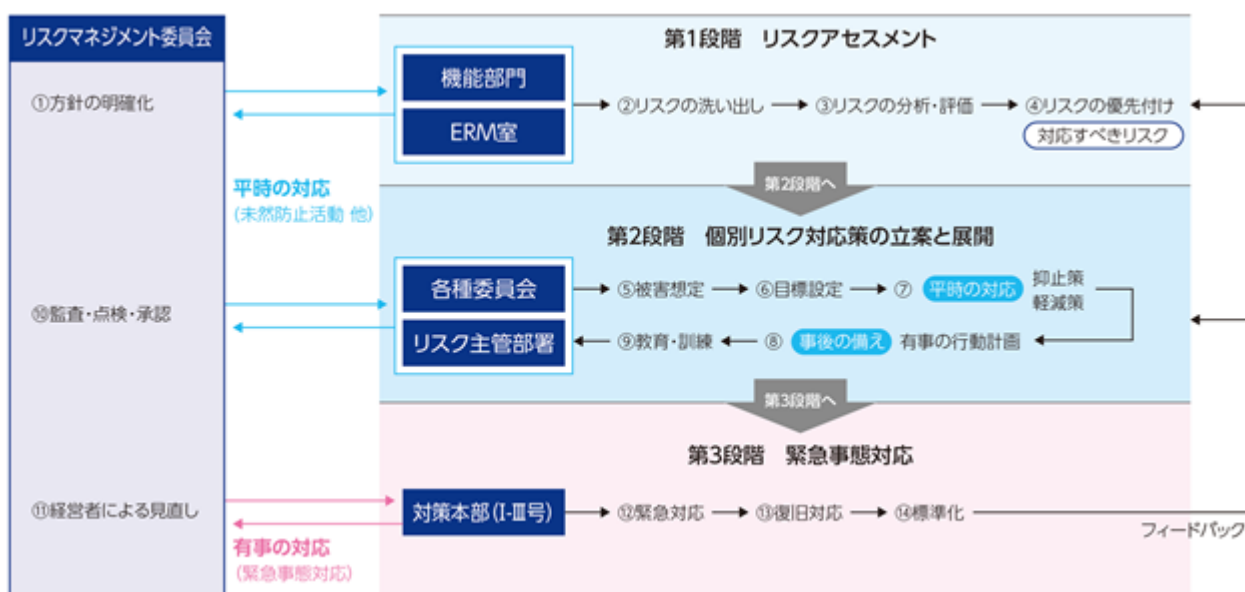 リスクマネジメント委員会
①方針の明確化
⑩監査・点検・承認
⑪経営者による見直し
平時の対応
(未然防止活動 他)
有事の対応
(緊急事態対応)
第1段階 リスクアセスメント
機能部門
ERM室
②リスクの洗い出し
③リスクの分析・評価
④リスクの優先付け
対応すべきリスク
第2段階へ
第2段階 個別リスク対応策の立案と展開
各種委員会
リスク主管部署
⑤被害想定
⑥目標設定
⑦ 平時の対応
抑止策
軽減策
⑨教育・訓練
⑧ 事後の備え 有事の行動計画
第3段階へ
第3段階 緊急事態対応
対策本部(I-Ⅲ号)
⑫緊急対応
⑬復旧対応
⑭標準化
フィードバック